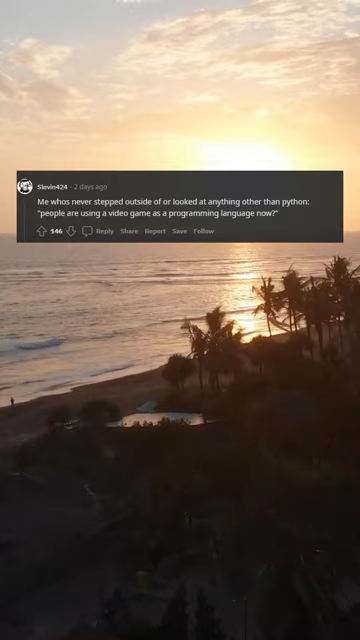 Slevin424 · 2 days ago
Me whos never stepped outside of or looked at anything other than python:
"people are using a video game as a programming language now?"
146 Reply Share Report Save Follow